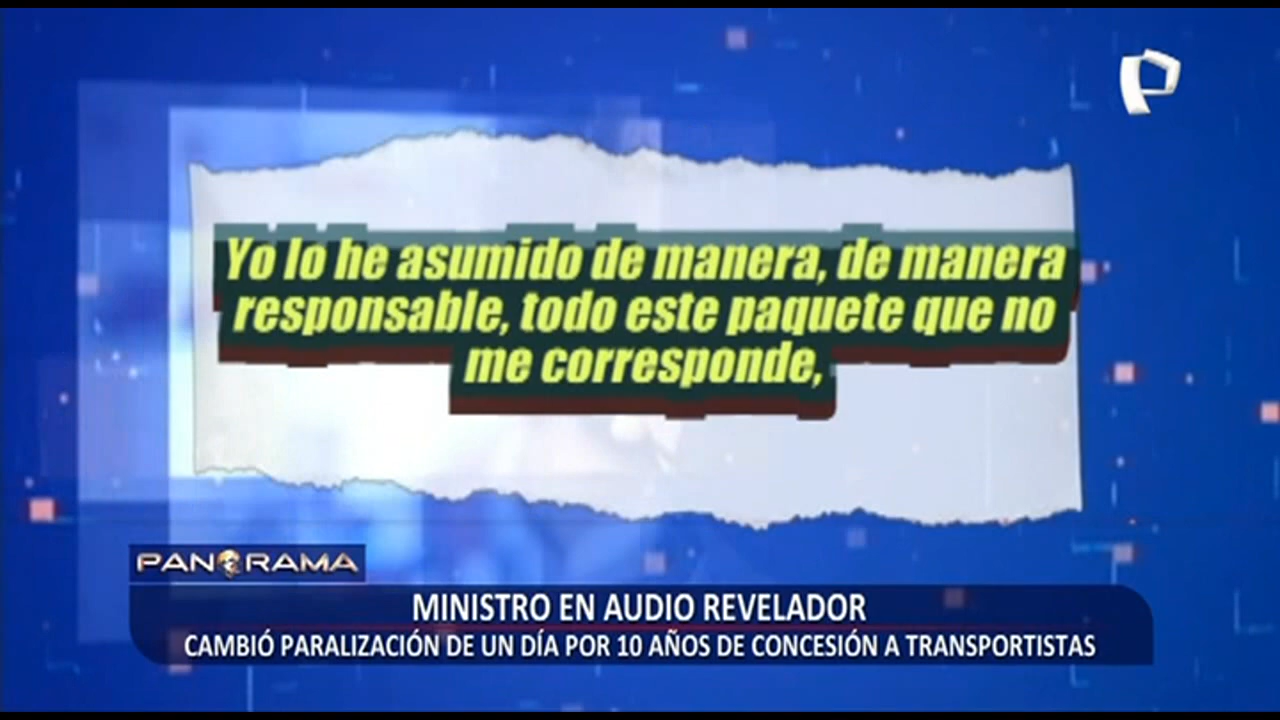 Yo lo he asumido de manera, de manera
responsable, todo este paquete que no
me corresponde,
PANORAMA
MINISTRO EN AUDIO REVELADOR
CAMBIÓ PARALIZACIÓN DE UN DÍA POR 10 AÑOS DE CONCESIÓN A TRANSPORTISTAS